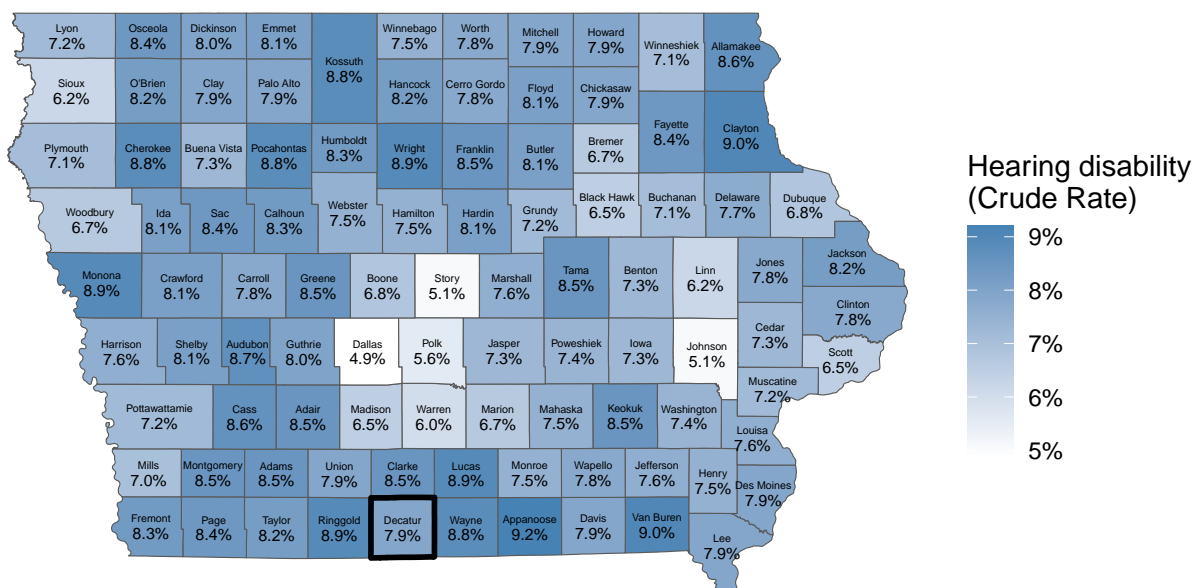 Lyon
7.2%
Osceola
8.4%
Dickinson
8.0%
Emmet
8.1%
Kossuth
8.8%
Winnebago
7.5%
Worth
7.8%
Mitchell
7.9%
Howard
7.9%
Winneshiek
7.1%
Allamakee
8.6%
Sioux
6.2%
O'Brien
8.2%
Clay
7.9%
Palo Alto
7.9%
Hancock
8.2%
Cerro Gordo
7.8%
Floyd
8.1%
Chickasaw
7.9%
Fayette
8.4%
Clayton
9.0%
Plymouth
7.1%
Cherokee
8.8%
Buena Vista
7.3%
Pocahontas
8.8%
Humboldt
8.3%
Wright
8.9%
Franklin
8.5%
Butler
8.1%
Bremer
6.7%
Woodbury
6.7%
Ida
8.1%
Sac
8.4%
Calhoun
8.3%
Webster
7.5%
Hamilton
7.5%
Hardin
8.1%
Grundy
7.2%
Black Hawk
6.5%
Buchanan
7.1%
Delaware
7.7%
Dubuque
6.8%
Monona
8.9%
Crawford
8.1%
Carroll
7.8%
Greene
8.5%
Boone
6.8%
Story
5.1%
Marshall
7.6%
Tama
8.5%
Benton
7.3%
Linn
6.2%
Jones
7.8%
Jackson
8.2%
Clinton
7.8%
Harrison
7.6%
Shelby
8.1%
Audubon
8.7%
Guthrie
8.0%
Dallas
4.9%
Polk
5.6%
Jasper
7.3%
Poweshiek
7.4%
Iowa
7.3%
Johnson
5.1%
Cedar
7.3%
Scott
6.5%
Muscatine
7.2%
Pottawattamie
7.2%
Cass
8.6%
Adair
8.5%
Madison
6.5%
Warren
6.0%
Marion
6.7%
Mahaska
7.5%
Keokuk
8.5%
Washington
7.4%
Louisa
7.6%
Mills
7.0%
Montgomery
8.5%
Adams
8.5%
Union
7.9%
Clarke
8.5%
Lucas
8.9%
Monroe
7.5%
Wapello
7.8%
Jefferson
7.6%
Henry
7.5%
Des Moines
7.9%
Fremont
8.3%
Page
8.4%
Taylor
8.2%
Ringgold
8.9%
Decatur
7.9%
Wayne
8.8%
Appanoose
9.2%
Davis
7.9%
Van Buren
9.0%
Lee
7.9%
Hearing disability
(Crude Rate)
9%
8%
7%
6%
5%